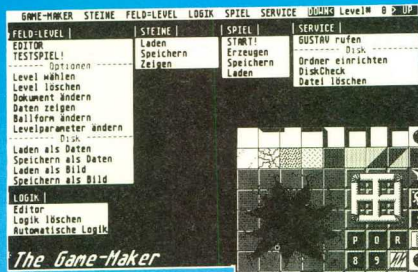 GAME-MAKER STEINE FELD=LEVEL LOGIK SPIEL SERVICE DOWN< Level# 8 > UP
FELD=LEVEL
EDITOR
TESTSPIEL!
Optionen
Level wählen
Level löschen
Dokument ändern
Daten zeigen
Ballform ändern
Levelparameter ändern
Disk
Laden als Daten
Speichern als Daten
Laden als Bild
Speichern als Bild
STEINE
Laden
Speichern
Zeigen
SPIEL
START!
Erzeugen
Speichern
Laden
SERVICE
GUSTAV rufen
Disk
Ordner einrichten
DiskCheck
Datei löschen
LOGIK
Editor
Logik löschen
Automatische Logik
The Game-Maker
P O R
8 9